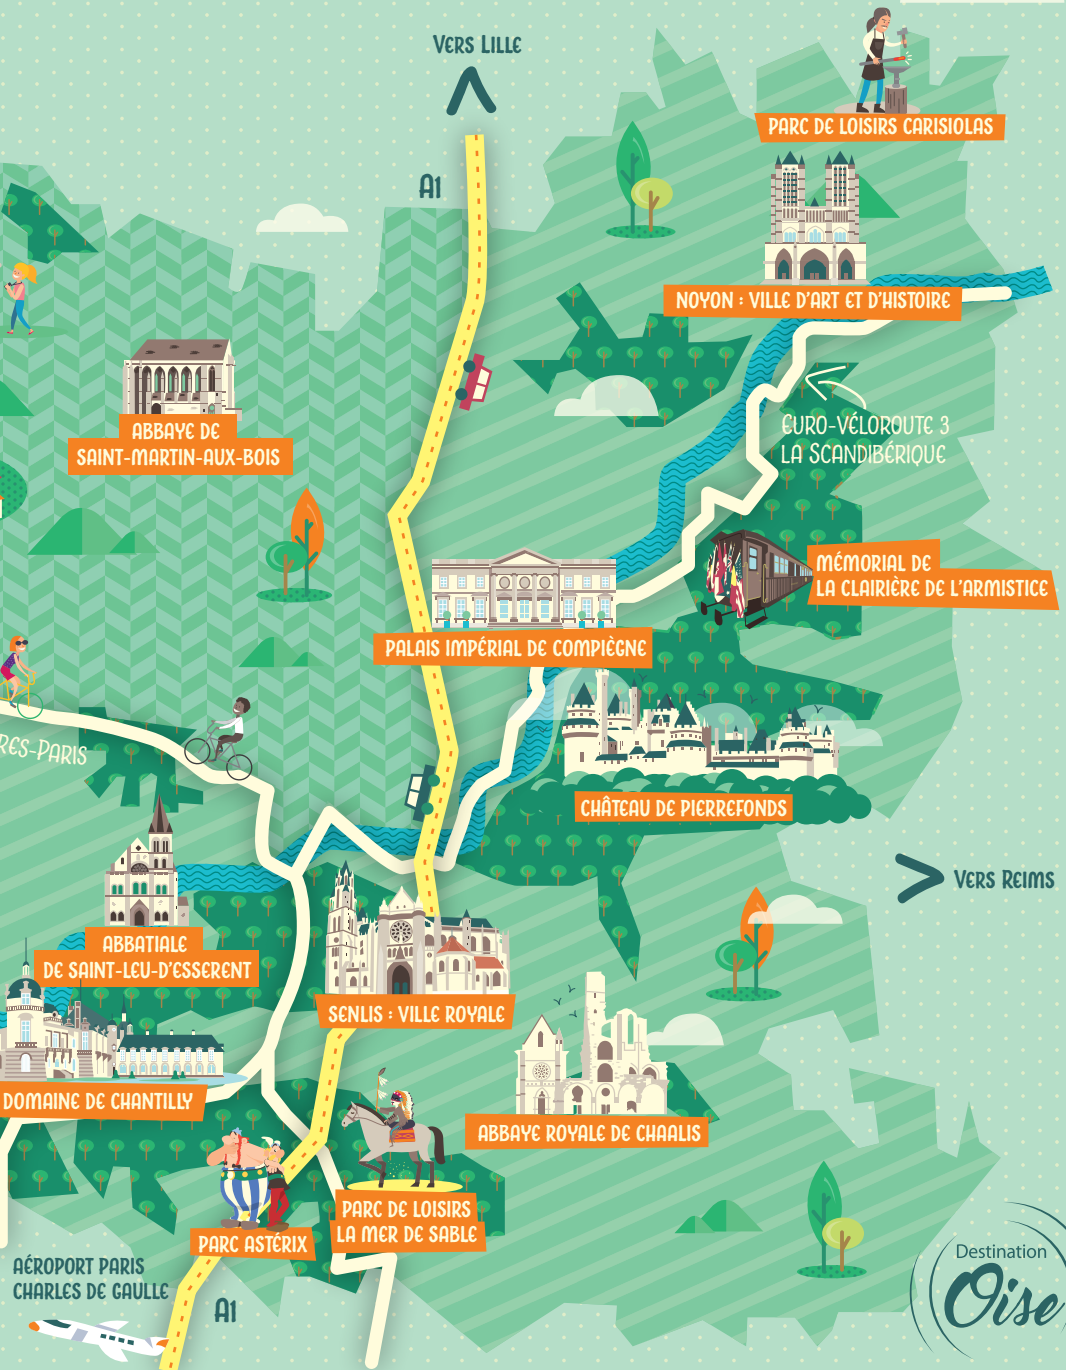 VERS LILLE
A1
PARC DE LOISIRS CARISIOLAS
NOYON : VILLE D'ART ET D'HISTOIRE
EURO-VÉLOROUTE 3
LA SCANDIBÉRIQUE
ABBAYE DE
SAINT-MARTIN-AUX-BOIS
MÉMORIAL DE
LA CLAIRIÈRE DE L'ARMISTICE
PALAIS IMPÉRIAL DE COMPIÈGNE
RES-PARIS
CHÂTEAU DE PIERREFONDS
VERS REIMS
ABBATIALE
DE SAINT-LEU-D'ESSERENT
SENLIS : VILLE ROYALE
DOMAINE DE CHANTILLY
ABBAYE ROYALE DE CHAALIS
PARC DE LOISIRS
LA MER DE SABLE
PARC ASTÉRIX
AÉROPORT PARIS
CHARLES DE GAULLE
A1
Destination
Oise